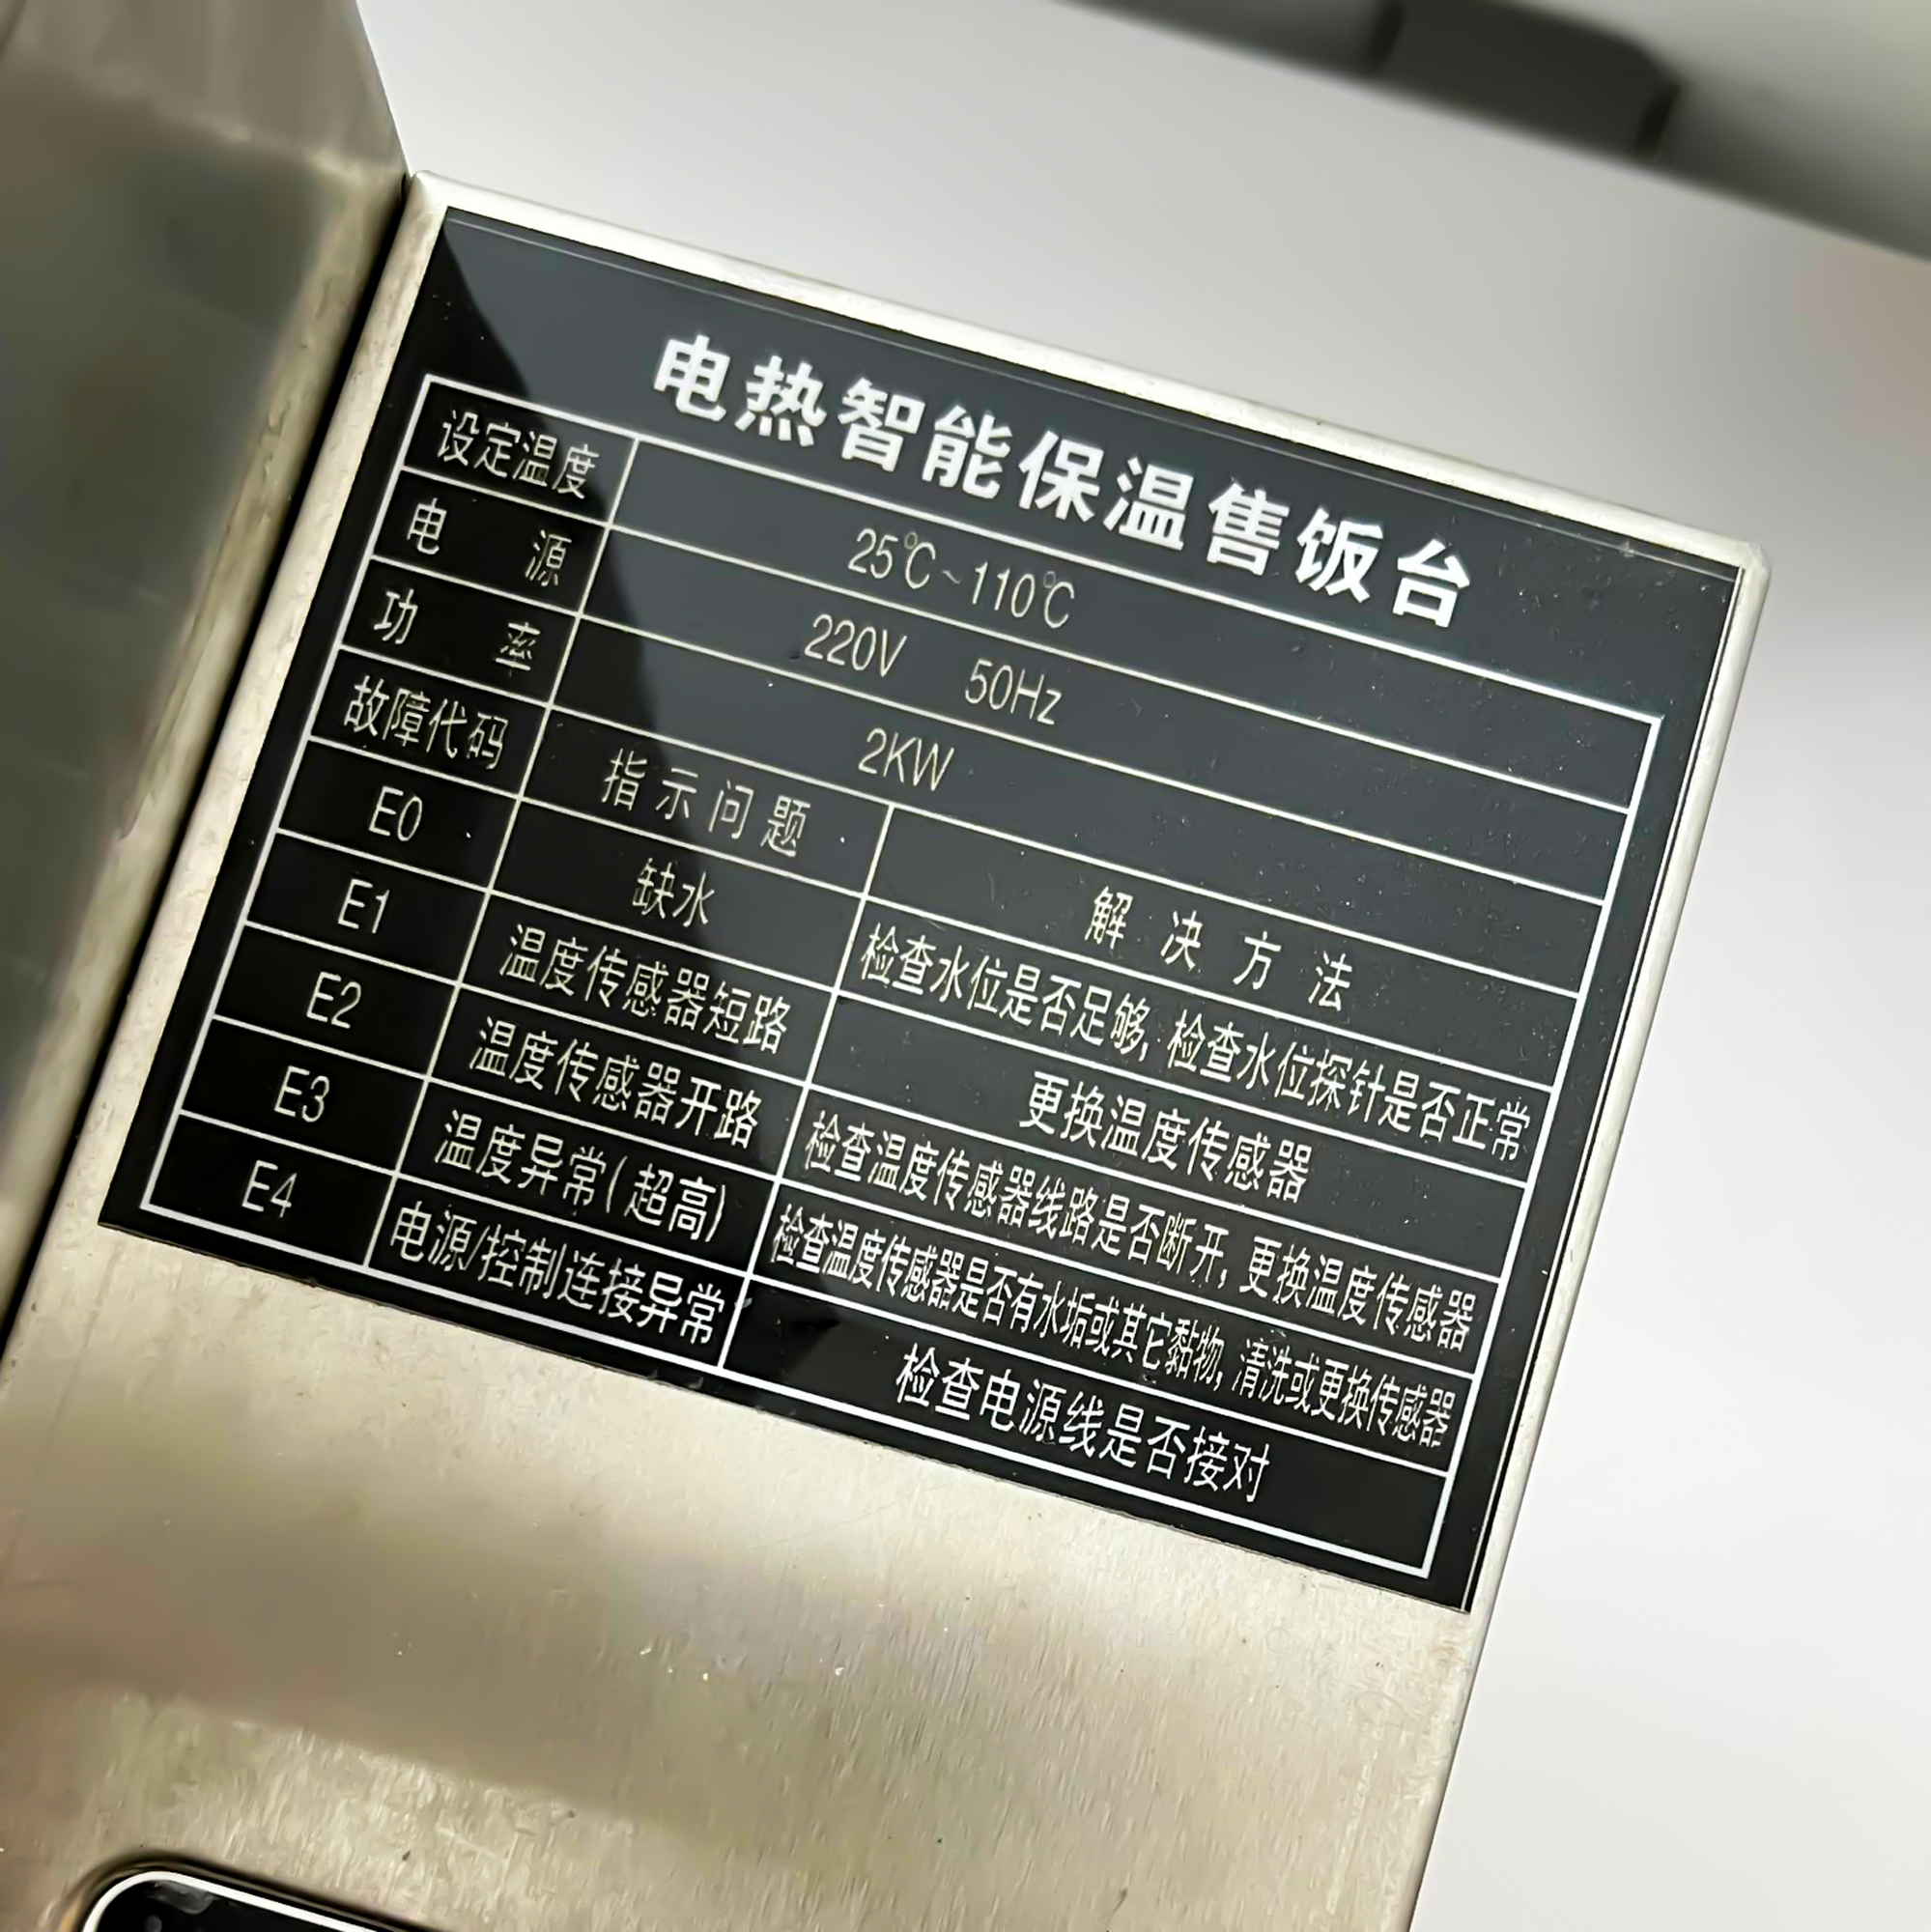 电热智能保温售饭台
设定温度 25℃~110℃
电源 220V 50Hz
功率 2KW
故障代码 指示问题 解决方法
E0 缺水 检查水位是否足够, 检查水位探针是否正常
E1 温度传感器短路 更换温度传感器
E2 温度传感器开路 检查温度传感器线路是否断开, 更换温度传感器
E3 温度异常(超高) 检查温度传感器是否有水垢或其它黏物, 清洗或更换传感器
E4 电源/控制连接异常 检查电源线是否接对